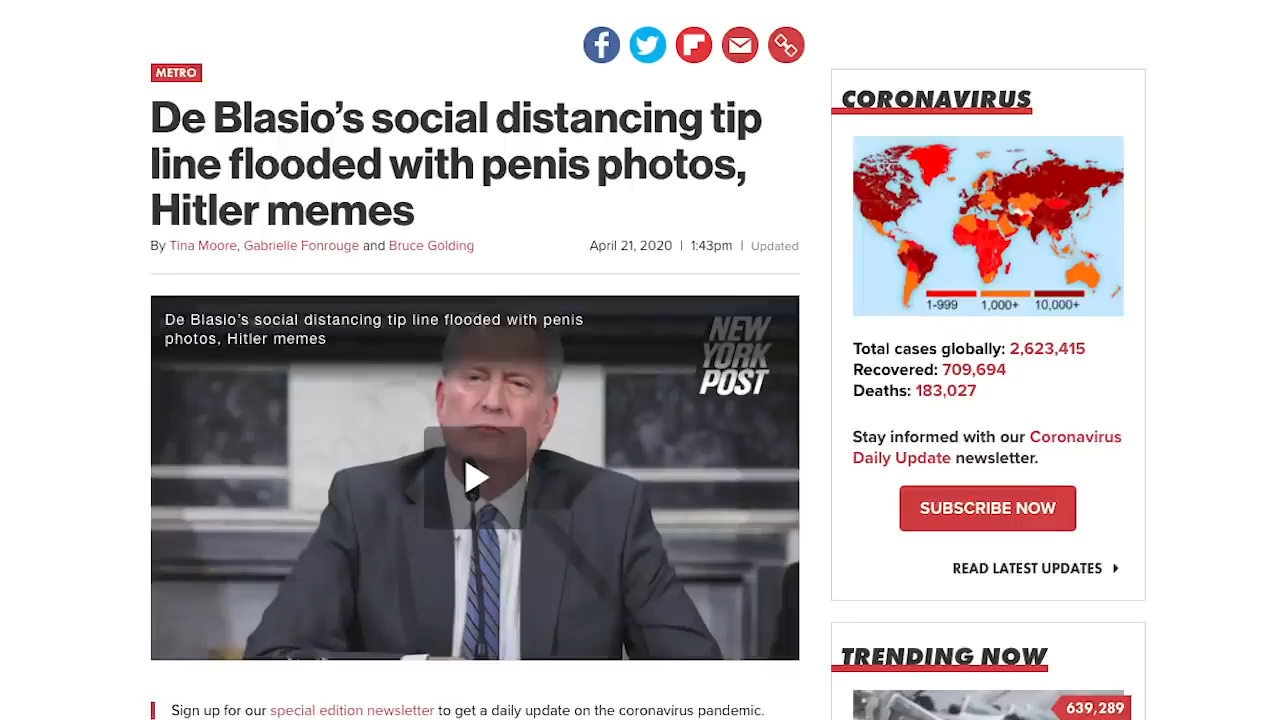 METRO
De Blasio's social distancing tip
line flooded with penis photos,
Hitler memes
By Tina Moore, Gabrielle Fonrouge and Bruce Golding
April 21, 2020 | 1:43pm | Updated
De Blasio's social distancing tip line flooded with penis
photos, Hitler memes
NEW
YORK
POST
Sign up for our special edition newsletter to get a daily update on the coronavirus pandemic.
CORONAVIRUS
1-999 1,000+ 10,000+
Total cases globally: 2,623,415
Recovered: 709,694
Deaths: 183,027
Stay informed with our Coronavirus
Daily Update newsletter.
SUBSCRIBE NOW
READ LATEST UPDATES
TRENDING NOW
639,289